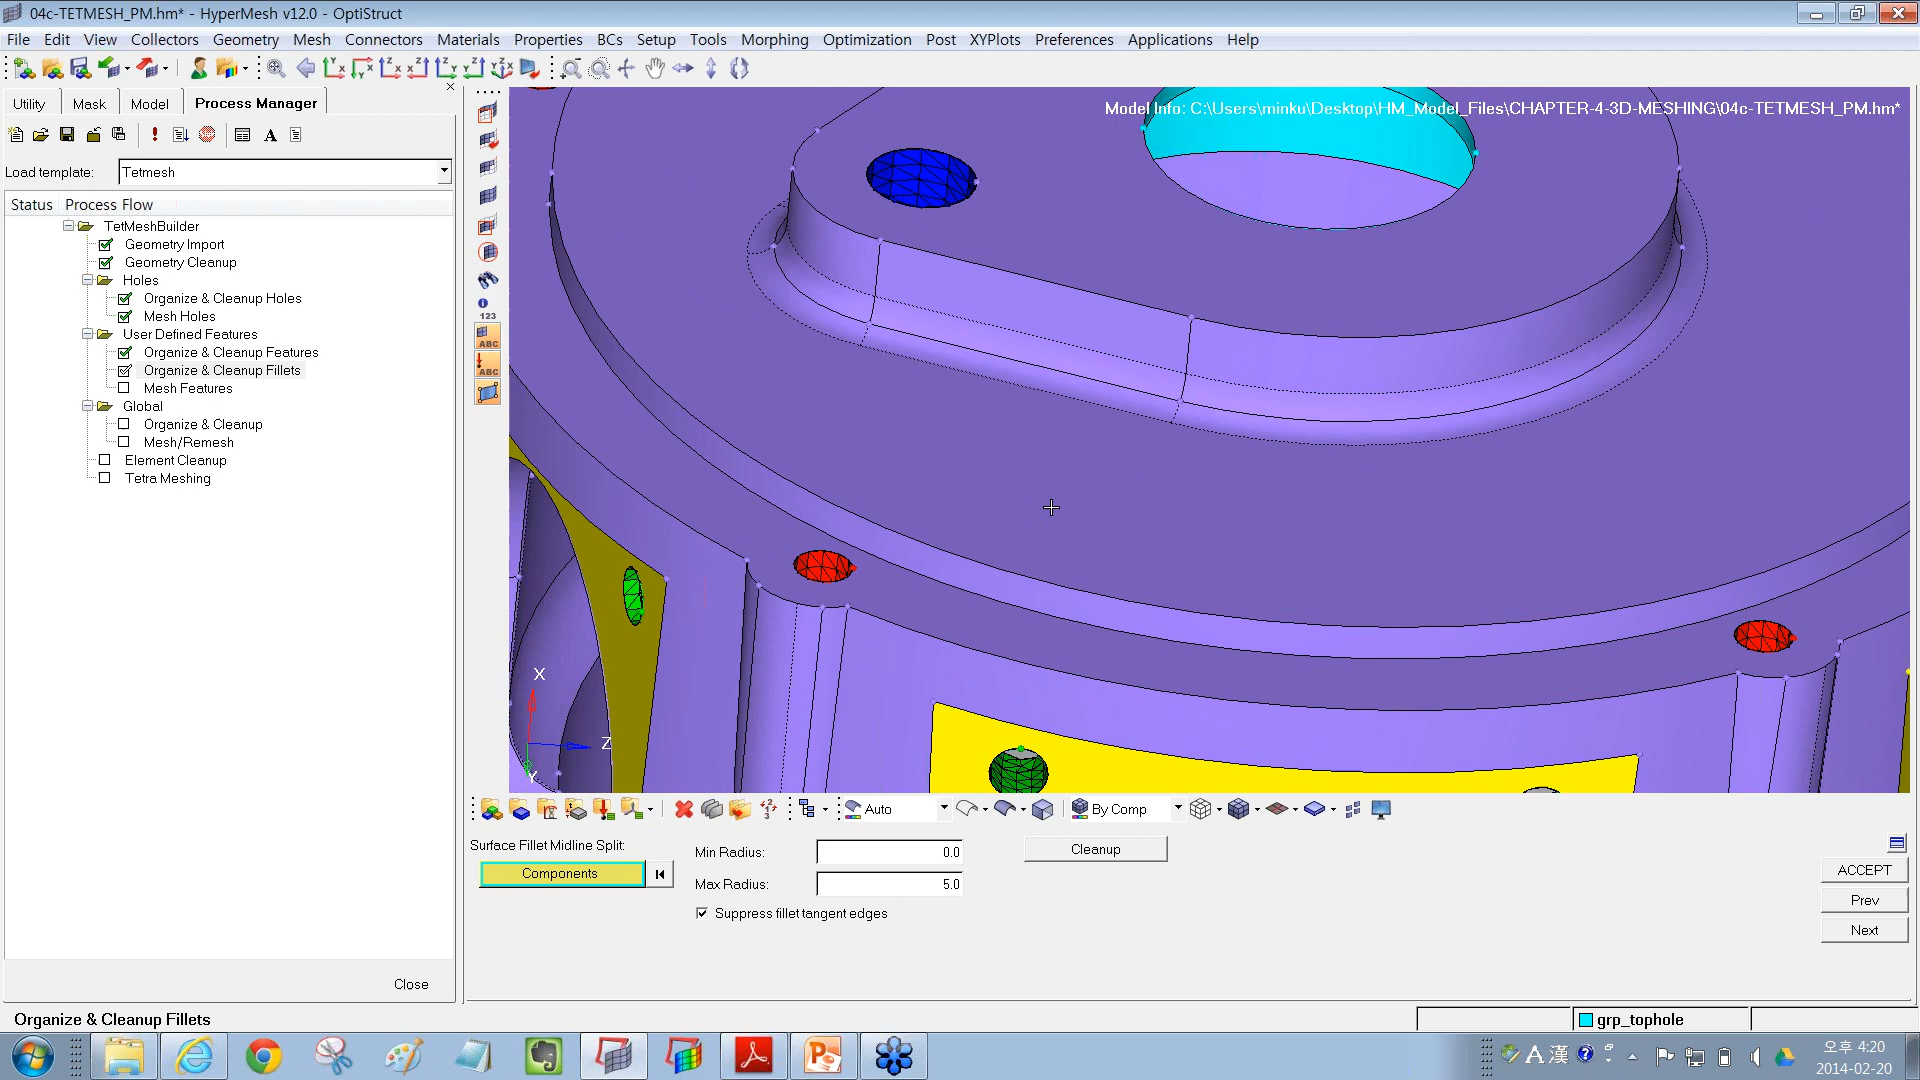 04c-TETMESH_PM.hm* - HyperMesh v12.0 - OptiStruct
File Edit View Collectors Geometry Mesh Connectors Materials Properties BCs Setup Tools Morphing Optimization Post XYPlots Preferences Applications Help
Utility Mask Model Process Manager
Model Info: C:\Users\minku\Desktop\HM_Model_Files\CHAPTER-4-3D-MESHING\04c-TETMESH_PM.hm*
Load template: Tetmesh
Status Process Flow
TetMeshBuilder
Geometry Import
Geometry Cleanup
Holes
Organize & Cleanup Holes
Mesh Holes
User Defined Features
Organize & Cleanup Features
Organize & Cleanup Fillets
Mesh Features
Global
Organize & Cleanup
Mesh/Remesh
Element Cleanup
Tetra Meshing
Close
123
ABC
ABC
X
Z
Y
Auto
By Comp
Surface Fillet Midline Split:
Components
Min Radius: 0.0
Max Radius: 5.0
Suppress fillet tangent edges
Cleanup
ACCEPT
Prev
Next
Organize & Cleanup Fillets
grp_tophole
A 漢
오후 4:20
2014-02-20